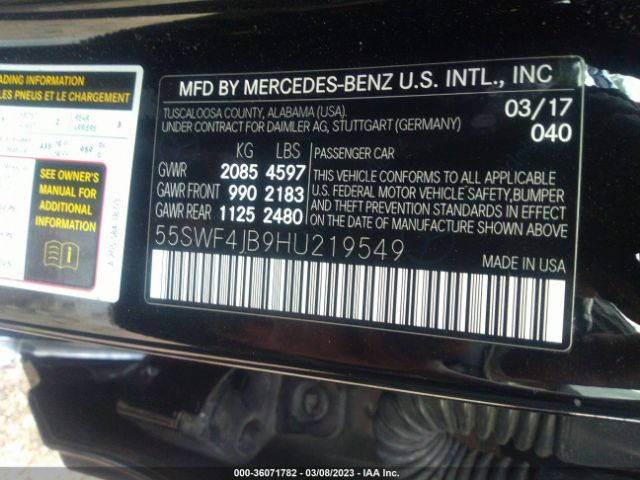 MFD BY MERCEDES-BENZ U.S. INTL., INC
TUSCALOOSA COUNTY, ALABAMA (USA).
UNDER CONTRACT FOR DAIMLER AG, STUTTGART (GERMANY)
03/17
040
KG LBS
GVWR 2085 4597
GAWR FRONT 990 2183
GAWR REAR 1125 2480
PASSENGER CAR
THIS VEHICLE CONFORMS TO ALL APPLICABLE
U.S. FEDERAL MOTOR VEHICLE SAFETY, BUMPER
AND THEFT PREVENTION STANDARDS IN EFFECT
ON THE DATE OF MANUFACTURE SHOWN ABOVE
55SWF4JB9HU219549
MADE IN USA
INFORMATION
LES PNEUS ET LE CHARGEMENT
SEE OWNER'S
MANUAL FOR
ADDITIONAL
INFORMATION
000-36071782 — 03/08/2023 — IAA Inc.